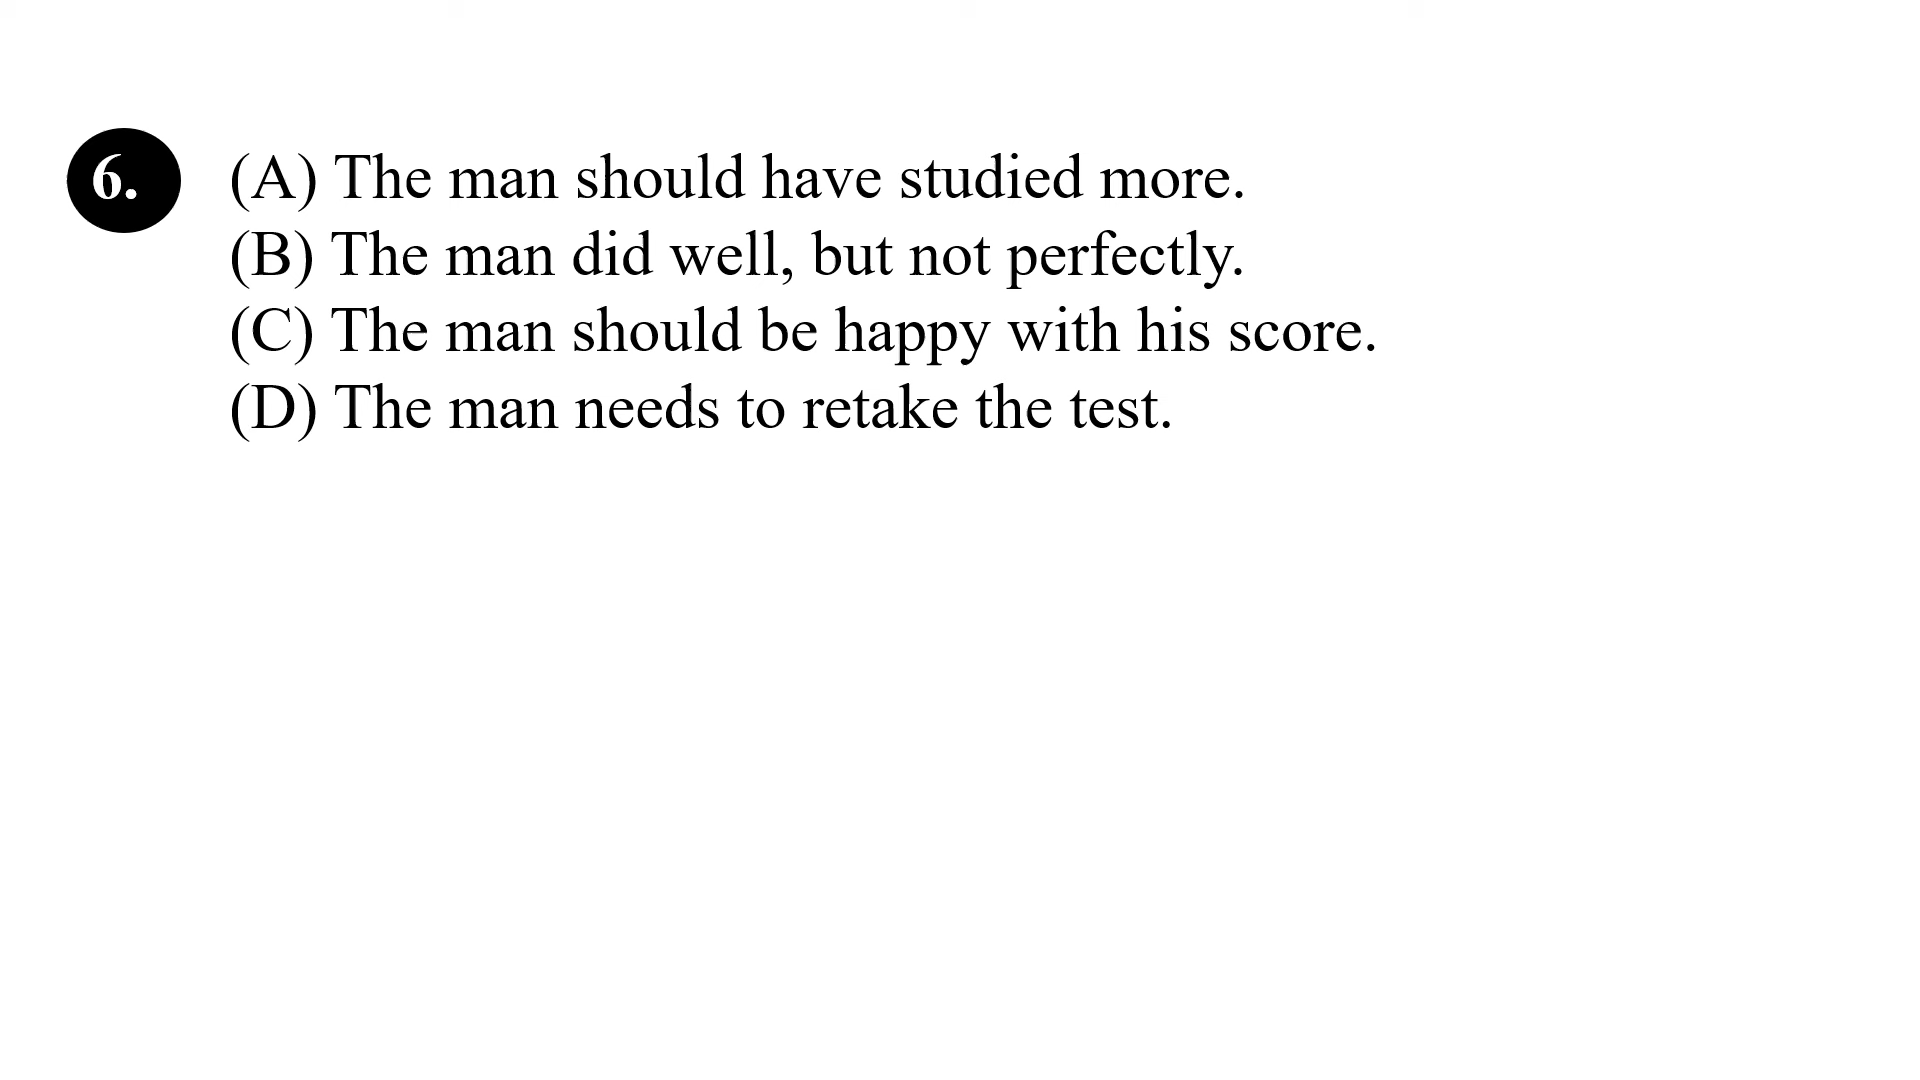 6. (A) The man should have studied more.
(B) The man did well, but not perfectly.
(C) The man should be happy with his score.
(D) The man needs to retake the test.